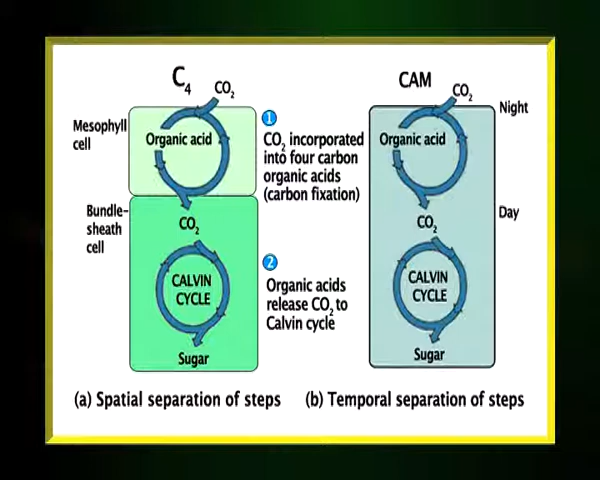 C4
CO2
Mesophyll
cell
Organic acid
1
CO2 incorporated
into four carbon
organic acids
(carbon fixation)
Bundle-
sheath
cell
CO2
2
Organic acids
release CO2 to
Calvin cycle
CALVIN
CYCLE
Sugar
(a) Spatial separation of steps
CAM
CO2
Night
Organic acid
Day
CO2
CALVIN
CYCLE
Sugar
(b) Temporal separation of steps